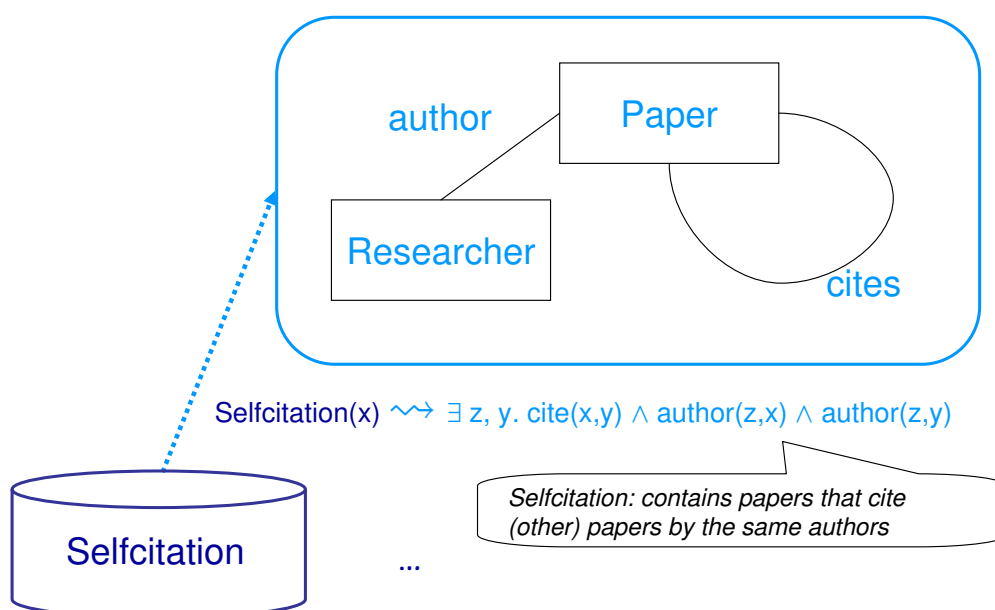 author
Paper
Researcher
cites
Selfcitation(x) ⇝ ∃ z, y. cite(x,y) ∧ author(z,x) ∧ author(z,y)
Selfcitation: contains papers that cite
(other) papers by the same authors
Selfcitation
...